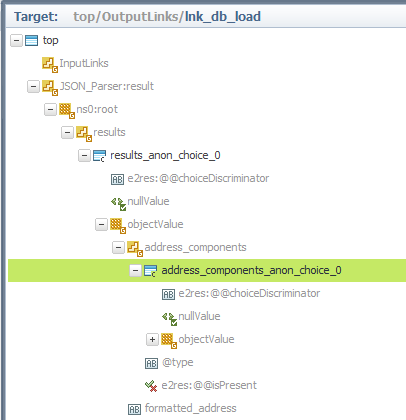 Target: top/OutputLinks/lnk_db_load
top
InputLinks
JSON_Parser:result
ns0:root
results
results_anon_choice_0
e2res:@@choiceDiscriminator
nullValue
objectValue
address_components
address_components_anon_choice_0
e2res:@@choiceDiscriminator
nullValue
objectValue
@type
e2res:@@isPresent
formatted_address